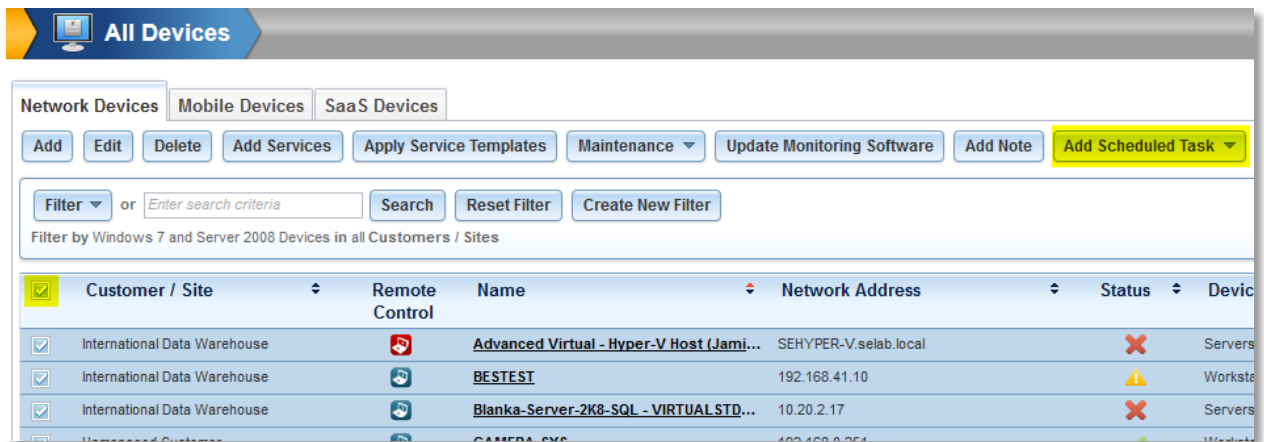 All Devices
Network Devices Mobile Devices SaaS Devices
Add Edit Delete Add Services Apply Service Templates Maintenance Update Monitoring Software Add Note Add Scheduled Task
Filter or Enter search criteria Search Reset Filter Create New Filter
Filter by Windows 7 and Server 2008 Devices in all Customers / Sites
Customer / Site Remote Control Name Network Address Status Devic
International Data Warehouse Advanced Virtual - Hyper-V Host (Jami... SEHYPER-V.selab.local Servers
International Data Warehouse BESTEST 192.168.41.10 Worksta
International Data Warehouse Blanka-Server-2K8-SQL - VIRTUALSTD... 10.20.2.17 Servers